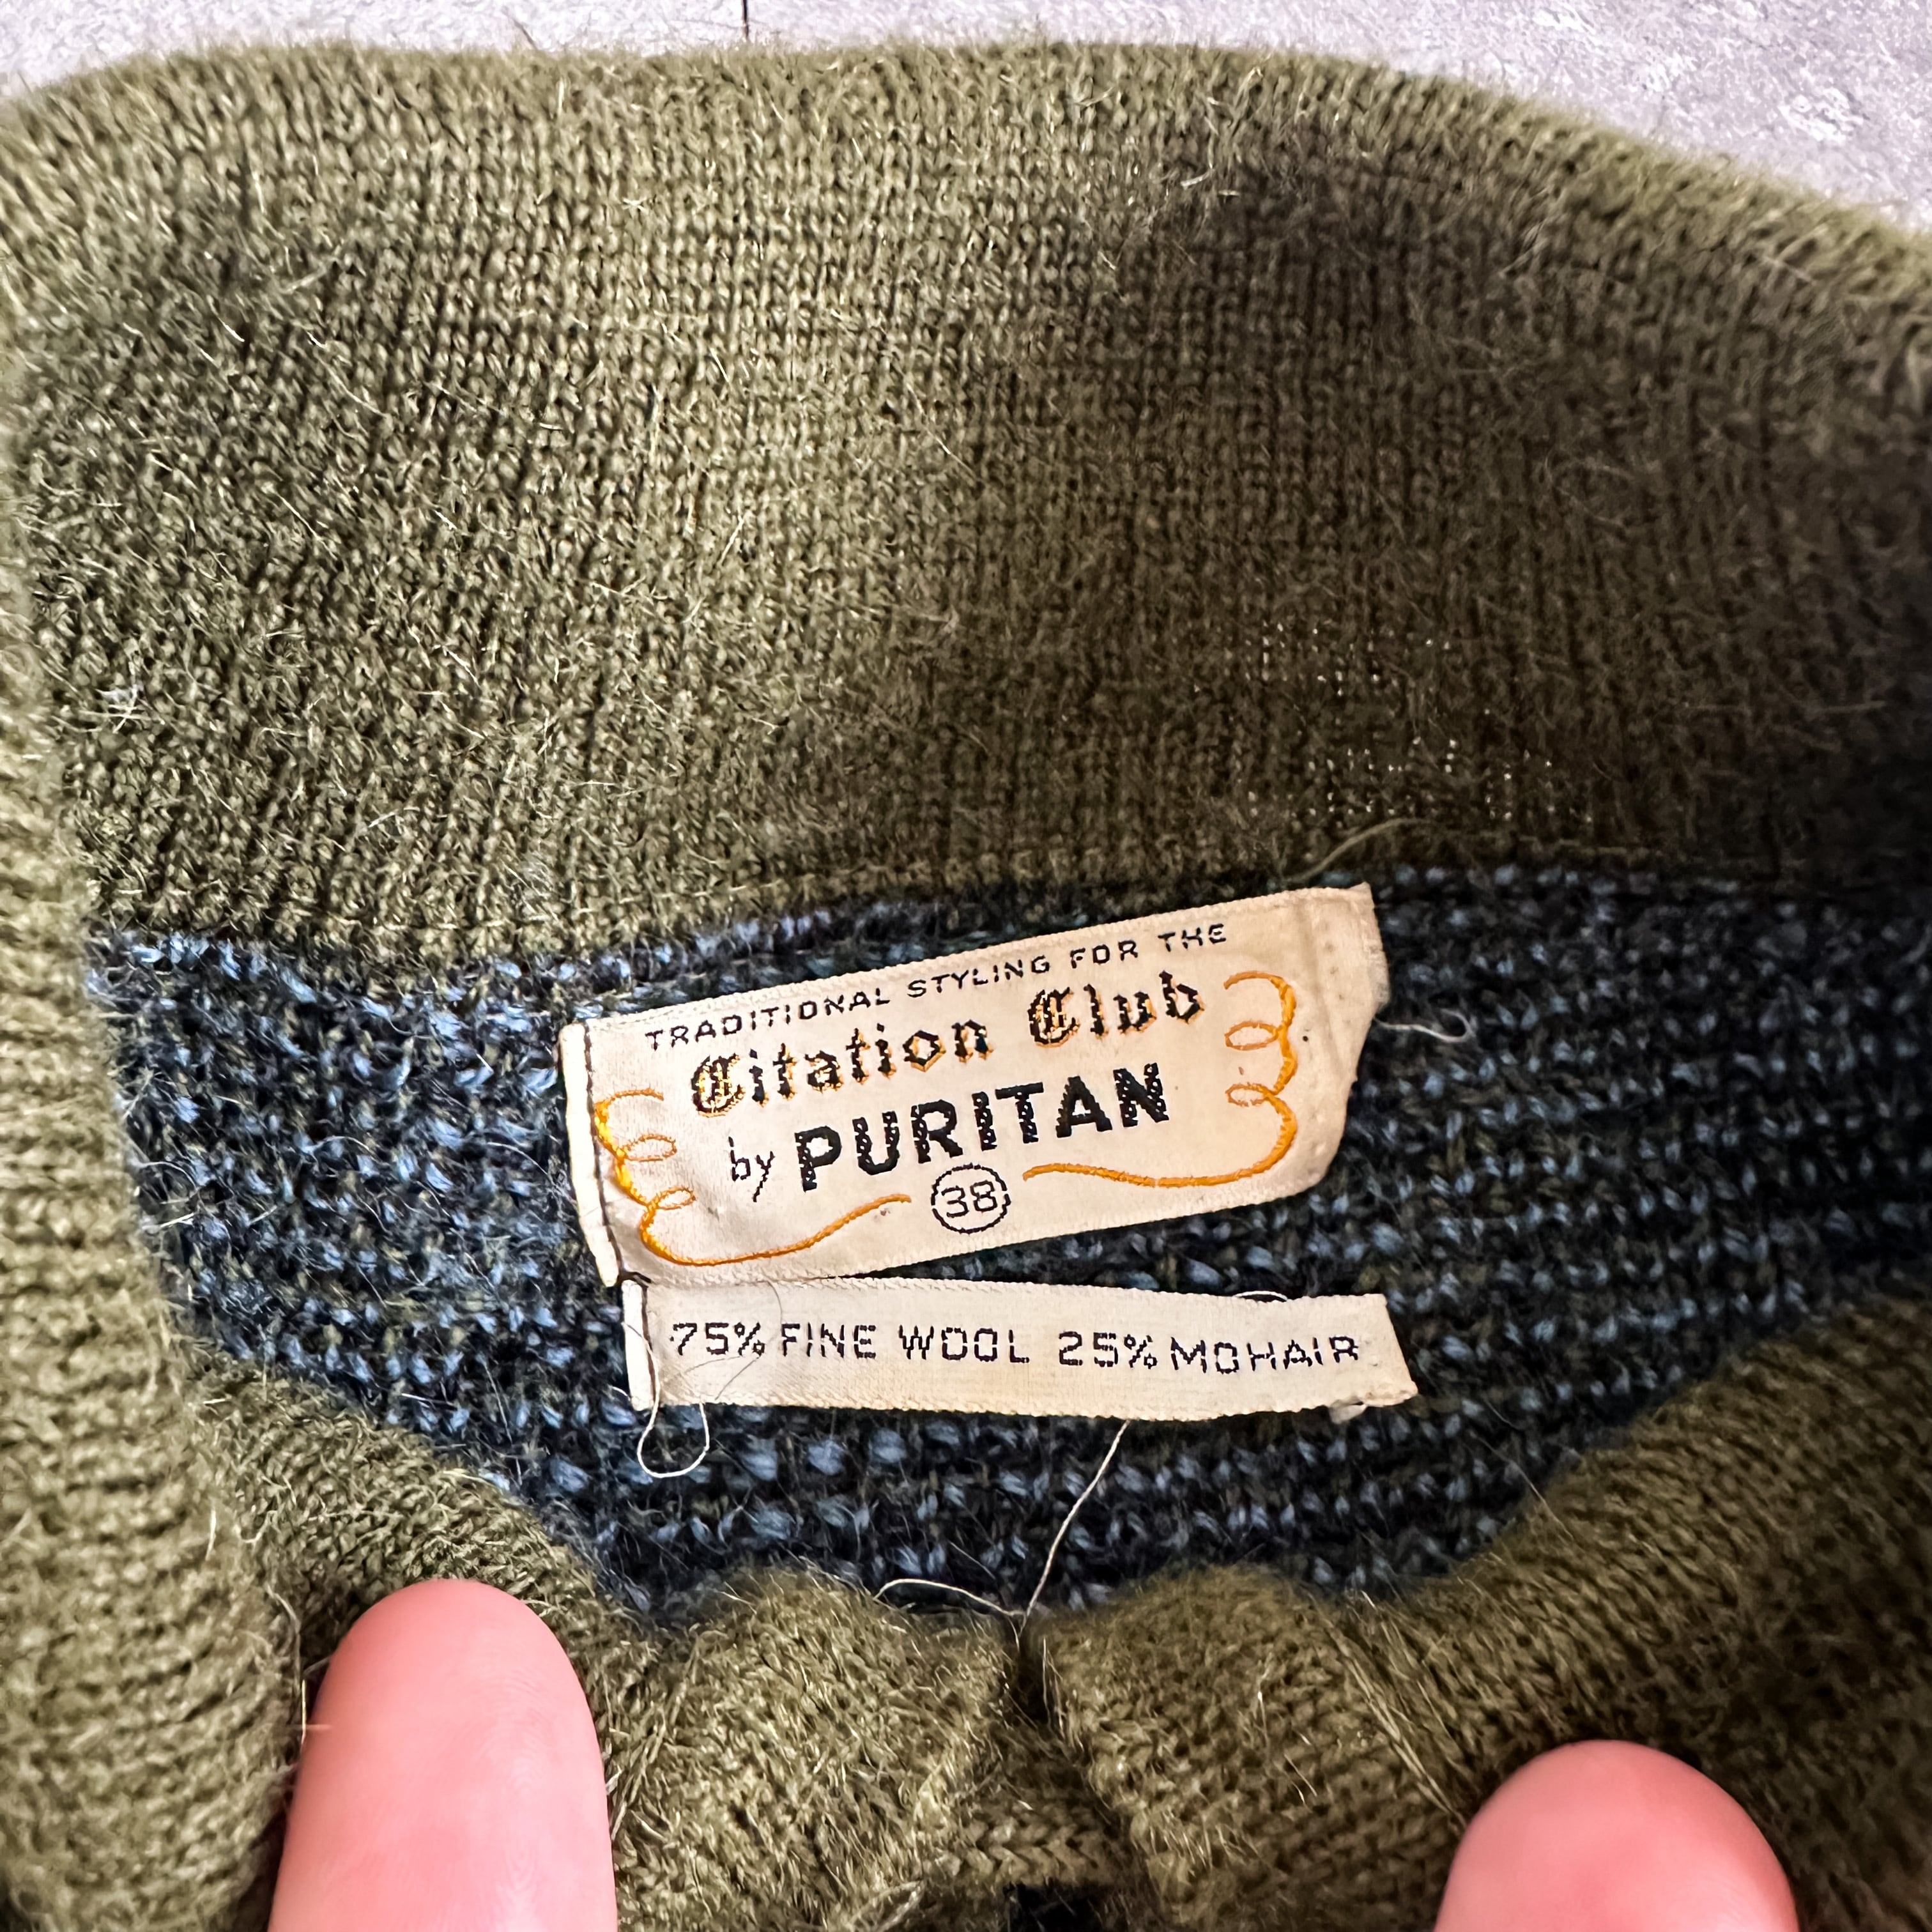 TRADITIONAL STYLING FOR THE
Citation Club
by PURITAN
38
75% FINE WOOL 25% MOHAIR